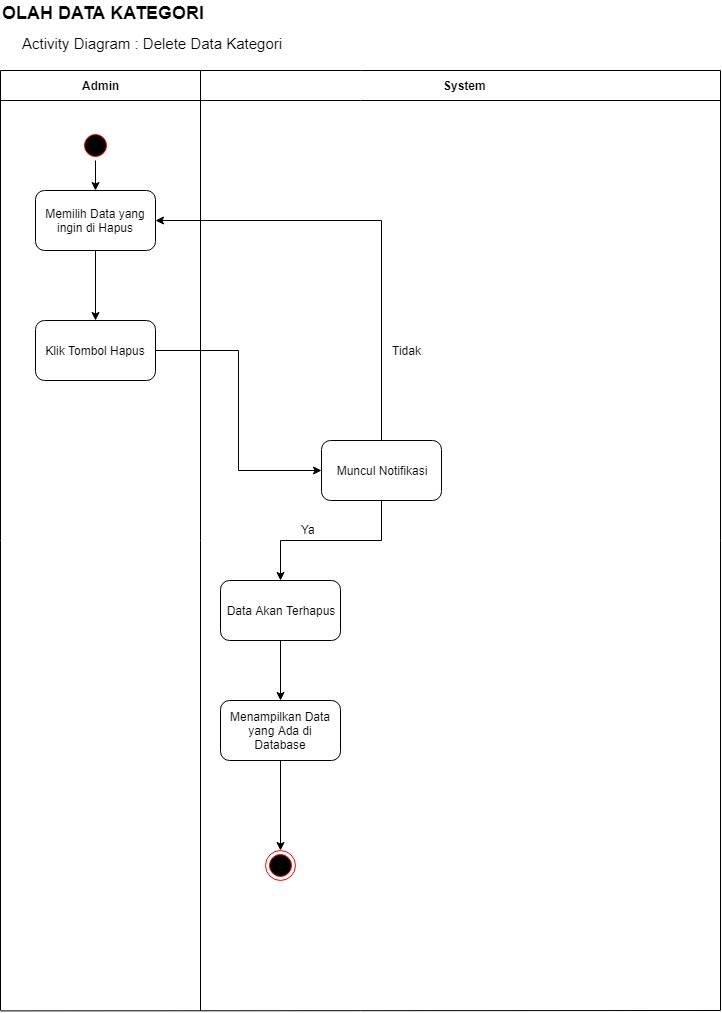 OLAH DATA KATEGORI
Activity Diagram : Delete Data Kategori
Admin
System
Memilih Data yang
ingin di Hapus
Klik Tombol Hapus
Tidak
Muncul Notifikasi
Ya
Data Akan Terhapus
Menampilkan Data
yang Ada di
Database